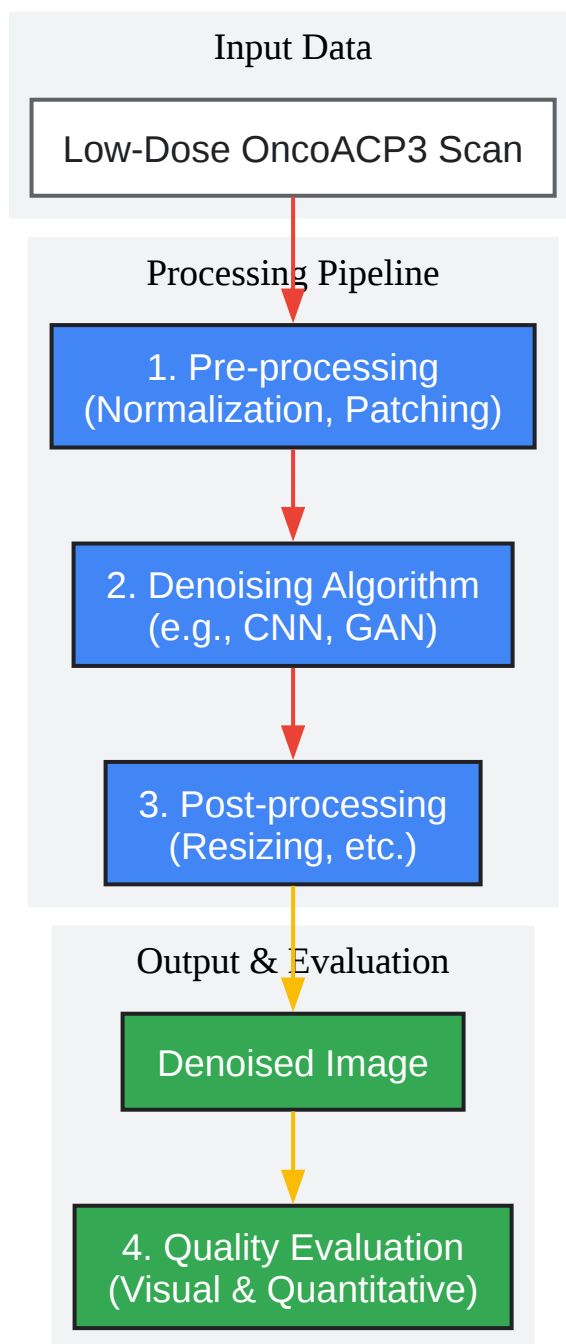 Input Data
Low-Dose OncoACP3 Scan
Processing Pipeline
1. Pre-processing
(Normalization, Patching)
2. Denoising Algorithm
(e.g., CNN, GAN)
3. Post-processing
(Resizing, etc.)
Output & Evaluation
Denoised Image
4. Quality Evaluation
(Visual & Quantitative)